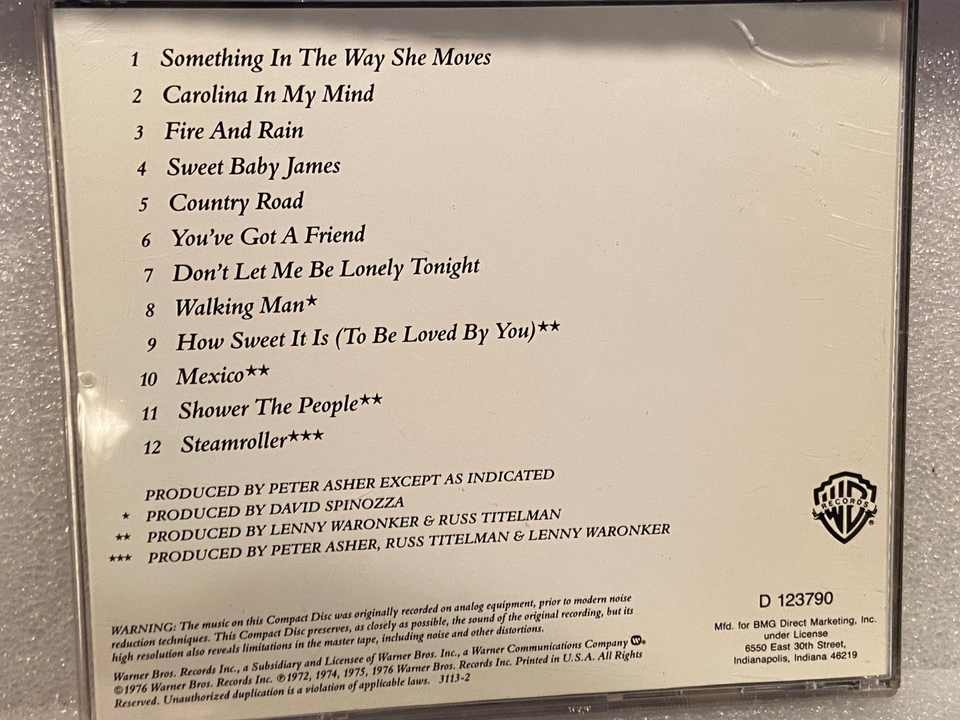 1 Something In The Way She Moves
2 Carolina In My Mind
3 Fire And Rain
4 Sweet Baby James
5 Country Road
6 You've Got A Friend
7 Don't Let Me Be Lonely Tonight
8 Walking Man★
9 How Sweet It Is (To Be Loved By You)★★
10 Mexico★★
11 Shower The People★★
12 Steamroller★★★
PRODUCED BY PETER ASHER EXCEPT AS INDICATED
★ PRODUCED BY DAVID SPINOZZA
★★ PRODUCED BY LENNY WARONKER & RUSS TITELMAN
★★★ PRODUCED BY PETER ASHER, RUSS TITELMAN & LENNY WARONKER
WB RECORDS ®
WARNING: The music on this Compact Disc was originally recorded on analog equipment, prior to modern noise
reduction techniques. This Compact Disc preserves, as closely as possible, the sound of the original recording, but its
high resolution also reveals limitations in the master tape, including noise and other distortions.
Warner Bros. Records Inc., a Subsidiary and Licensee of Warner Bros. Inc., a Warner Communications Company ®
©1976 Warner Bros. Records Inc. ℗1972, 1974, 1975, 1976 Warner Bros. Records Inc. Printed in U.S.A. All Rights
Reserved. Unauthorized duplication is a violation of applicable laws. 3113-2
D 123790
Mfd. for BMG Direct Marketing, Inc.
under License
6550 East 30th Street,
Indianapolis, Indiana 46219